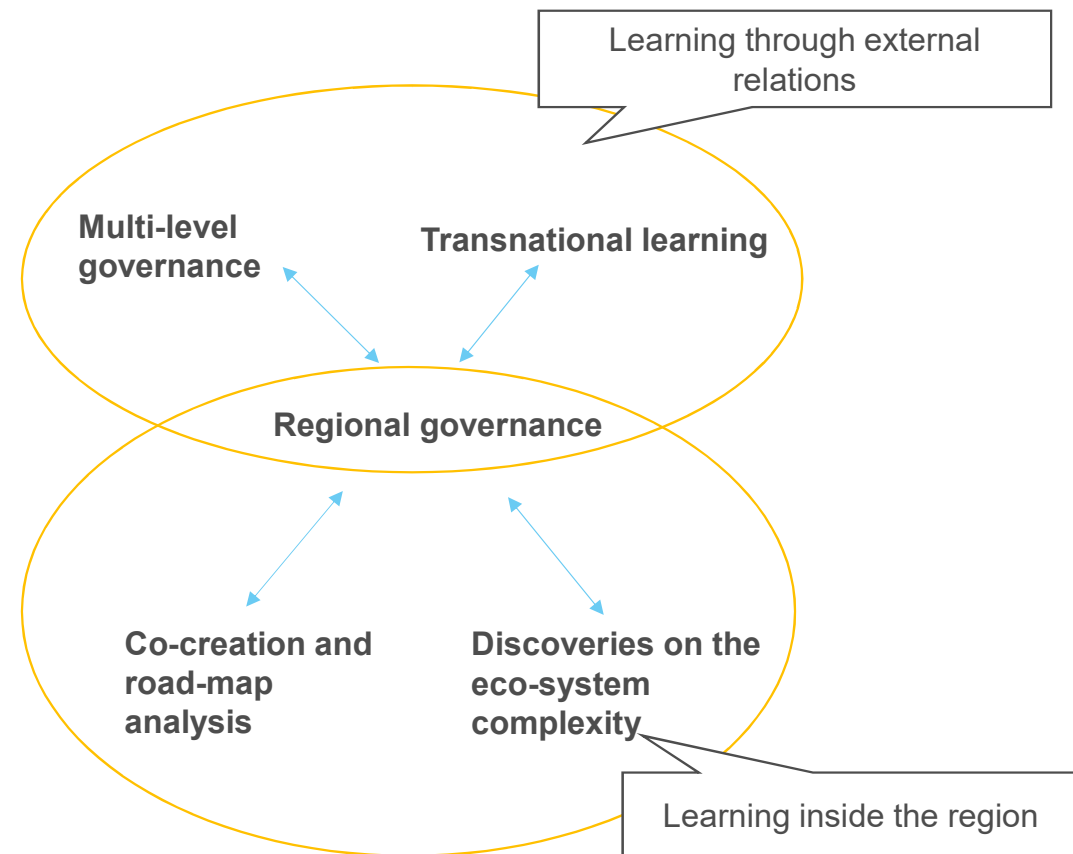 Learning through external
relations
Multi-level
governance
Transnational learning
Regional governance
Co-creation and
road-map
analysis
Discoveries on the
eco-system
complexity
Learning inside the region